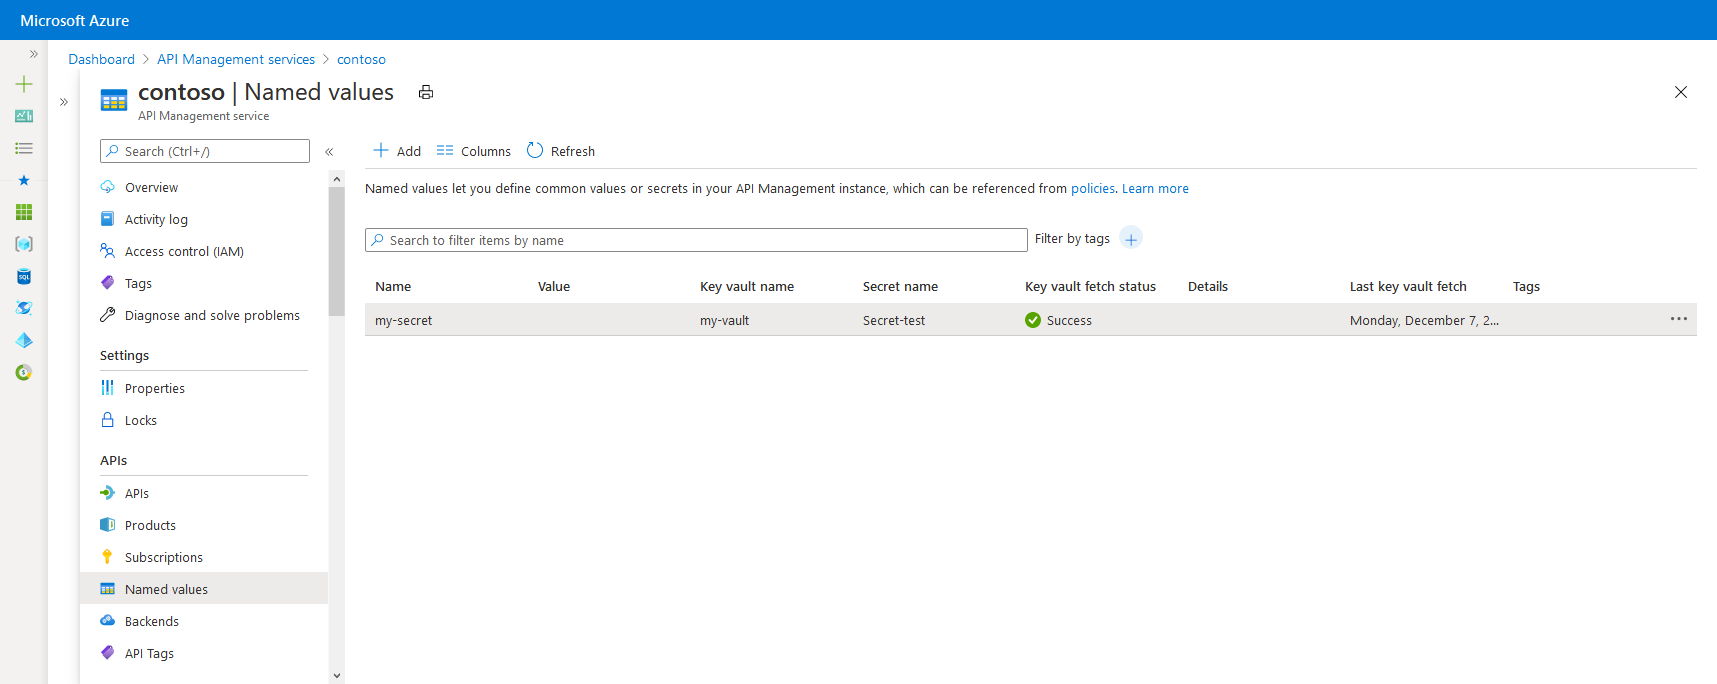 Microsoft Azure
Dashboard > API Management services > contoso
contoso | Named values
API Management service
Search (Ctrl+/)
Overview
Activity log
Access control (IAM)
Tags
Diagnose and solve problems
Settings
Properties
Locks
APIs
APIs
Products
Subscriptions
Named values
Backends
API Tags
Add Columns Refresh
Named values let you define common values or secrets in your API Management instance, which can be referenced from policies. Learn more
Search to filter items by name Filter by tags
Name Value Key vault name Secret name Key vault fetch status Details Last key vault fetch Tags
my-secret my-vault Secret-test Success Monday, December 7, 2...